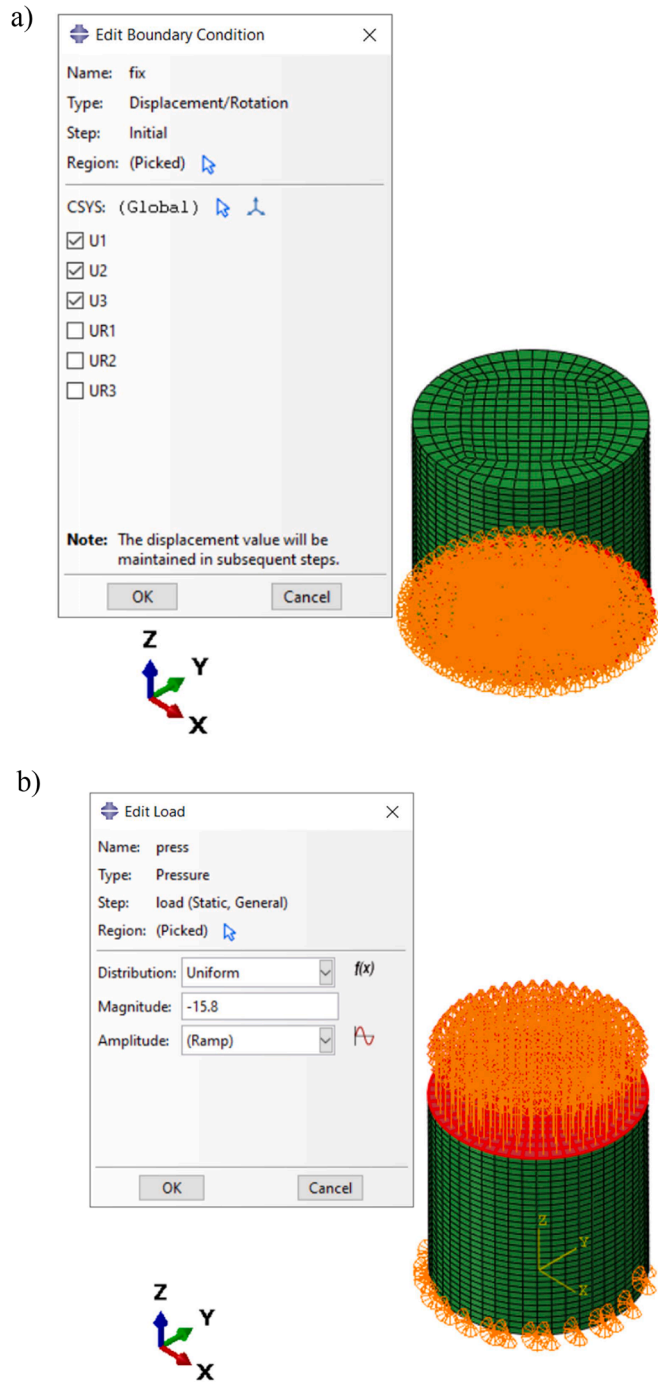 a)
Edit Boundary Condition
Name: fix
Type: Displacement/Rotation
Step: Initial
Region: (Picked)
CSYS: (Global)
U1
U2
U3
UR1
UR2
UR3
Note: The displacement value will be
maintained in subsequent steps.
OK Cancel
Z
Y
X
b)
Edit Load
Name: press
Type: Pressure
Step: load (Static, General)
Region: (Picked)
Distribution: Uniform f(x)
Magnitude: -15.8
Amplitude: (Ramp)
OK Cancel
Z
Y
X
Z
Y
X